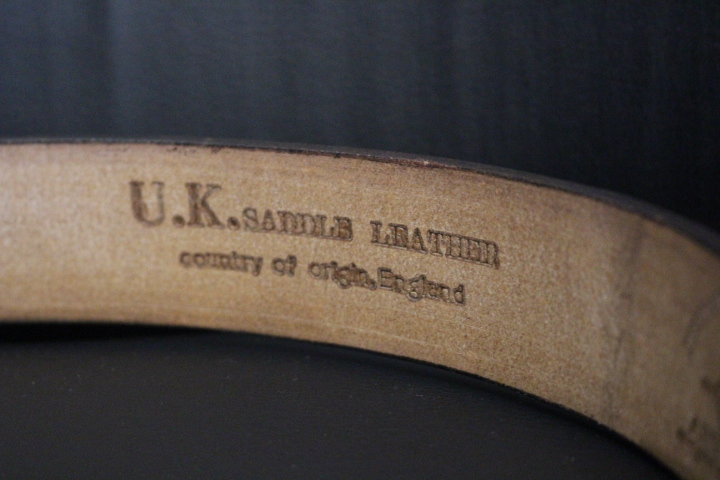 U.K. SADDLE LEATHER
country of origin, England